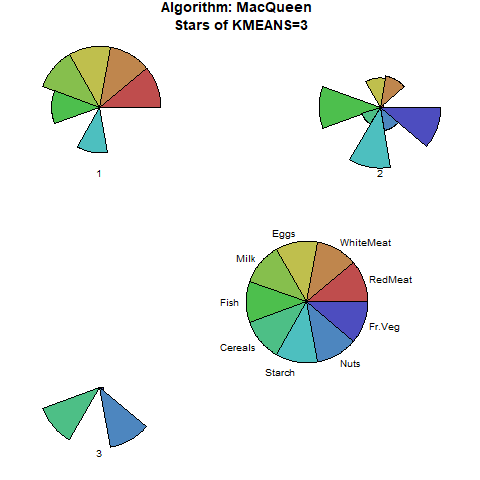 Algorithm: MacQueen
Stars of KMEANS=3
1
2
Eggs
WhiteMeat
Milk
RedMeat
Fish
Fr.Veg
Cereals
Nuts
Starch
3